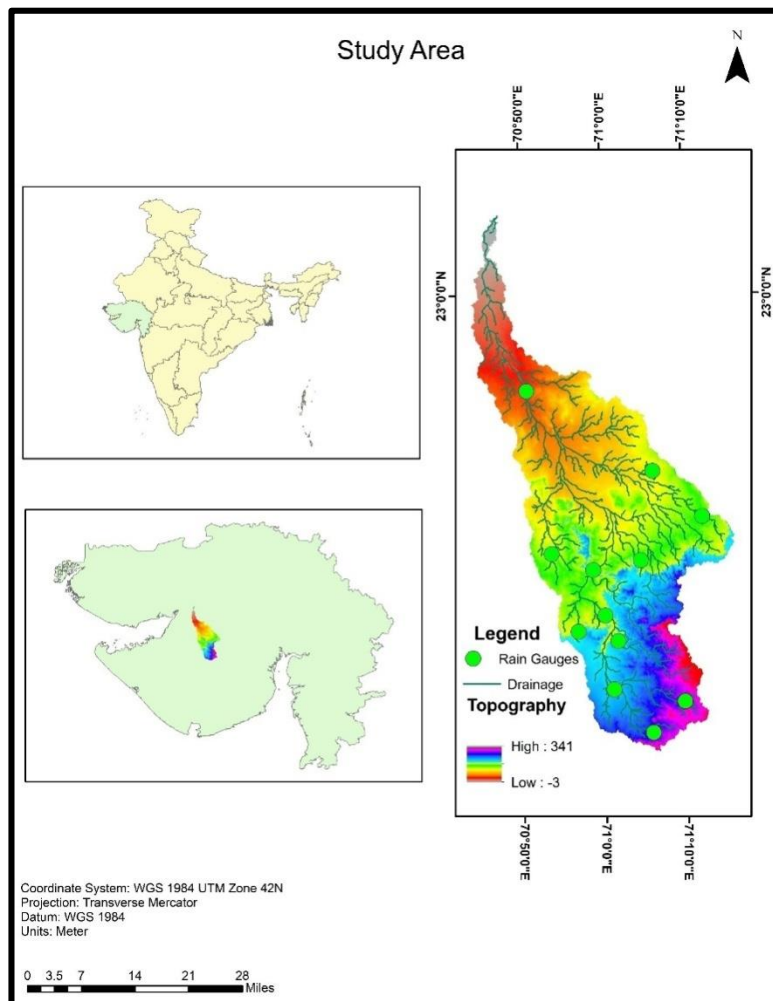 Study Area
N
70°50'0"E
71°0'0"E
71°10'0"E
23°0'0"N
23°0'0"N
Legend
Rain Gauges
Drainage
Topography
High : 341
Low : -3
70°50'0"E
71°0'0"E
71°10'0"E
Coordinate System: WGS 1984 UTM Zone 42N
Projection: Transverse Mercator
Datum: WGS 1984
Units: Meter
0 3.5 7 14 21 28
Miles